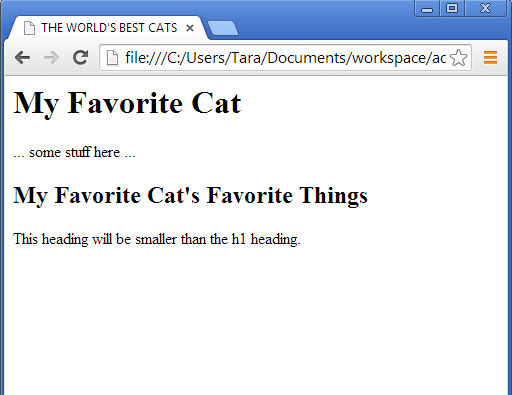 THE WORLD'S BEST CATS
file:///C:/Users/Tara/Documents/workspace/ac
My Favorite Cat
... some stuff here ...
My Favorite Cat's Favorite Things
This heading will be smaller than the h1 heading.